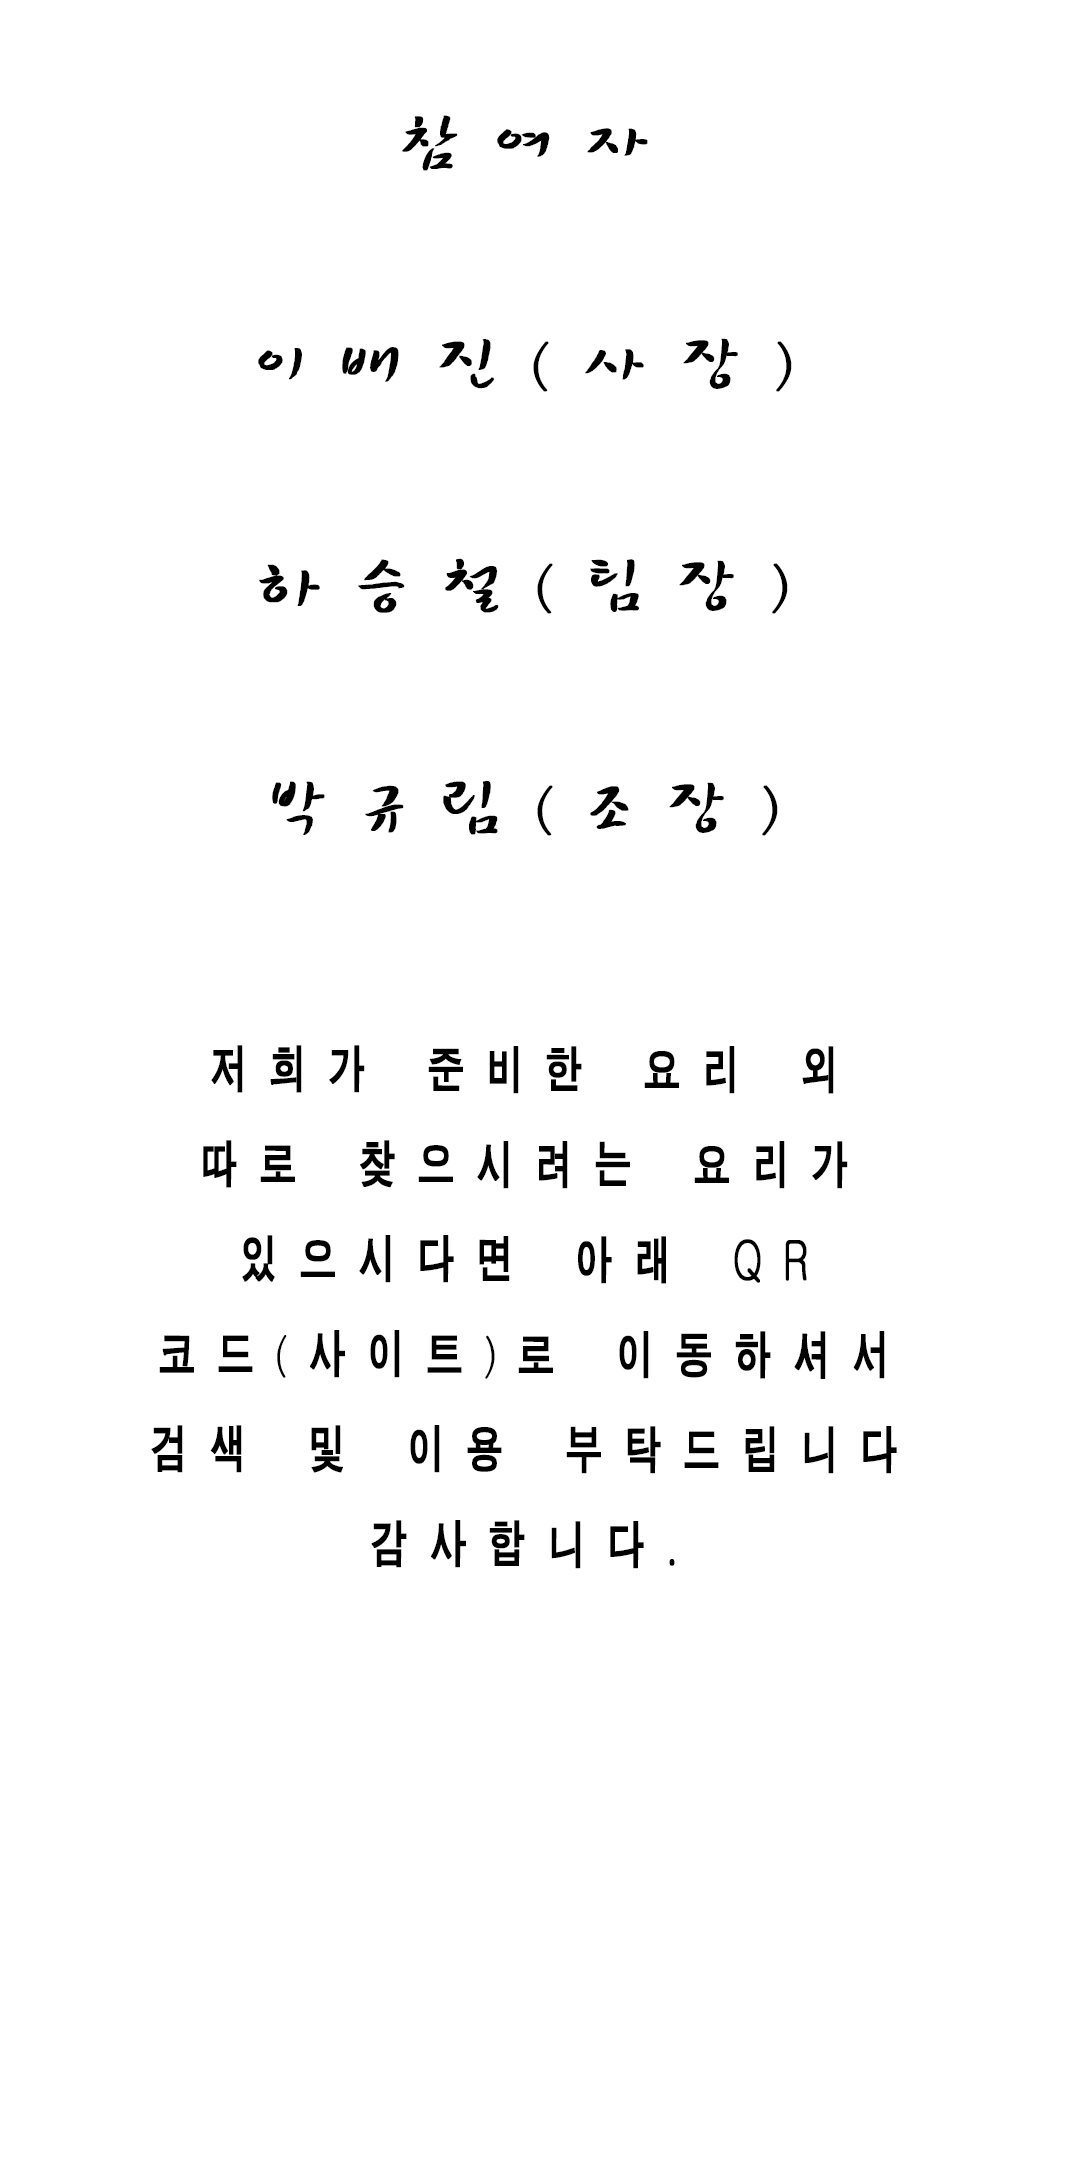 참여자
이배진(사장)
하승철(팀장)
박규림(조장)
저희가 준비한 요리 외
따로 찾으시려는 요리가
있으시다면 아래 QR
코드(사이트)로 이동하셔서
검색 및 이용 부탁드립니다
감사합니다.